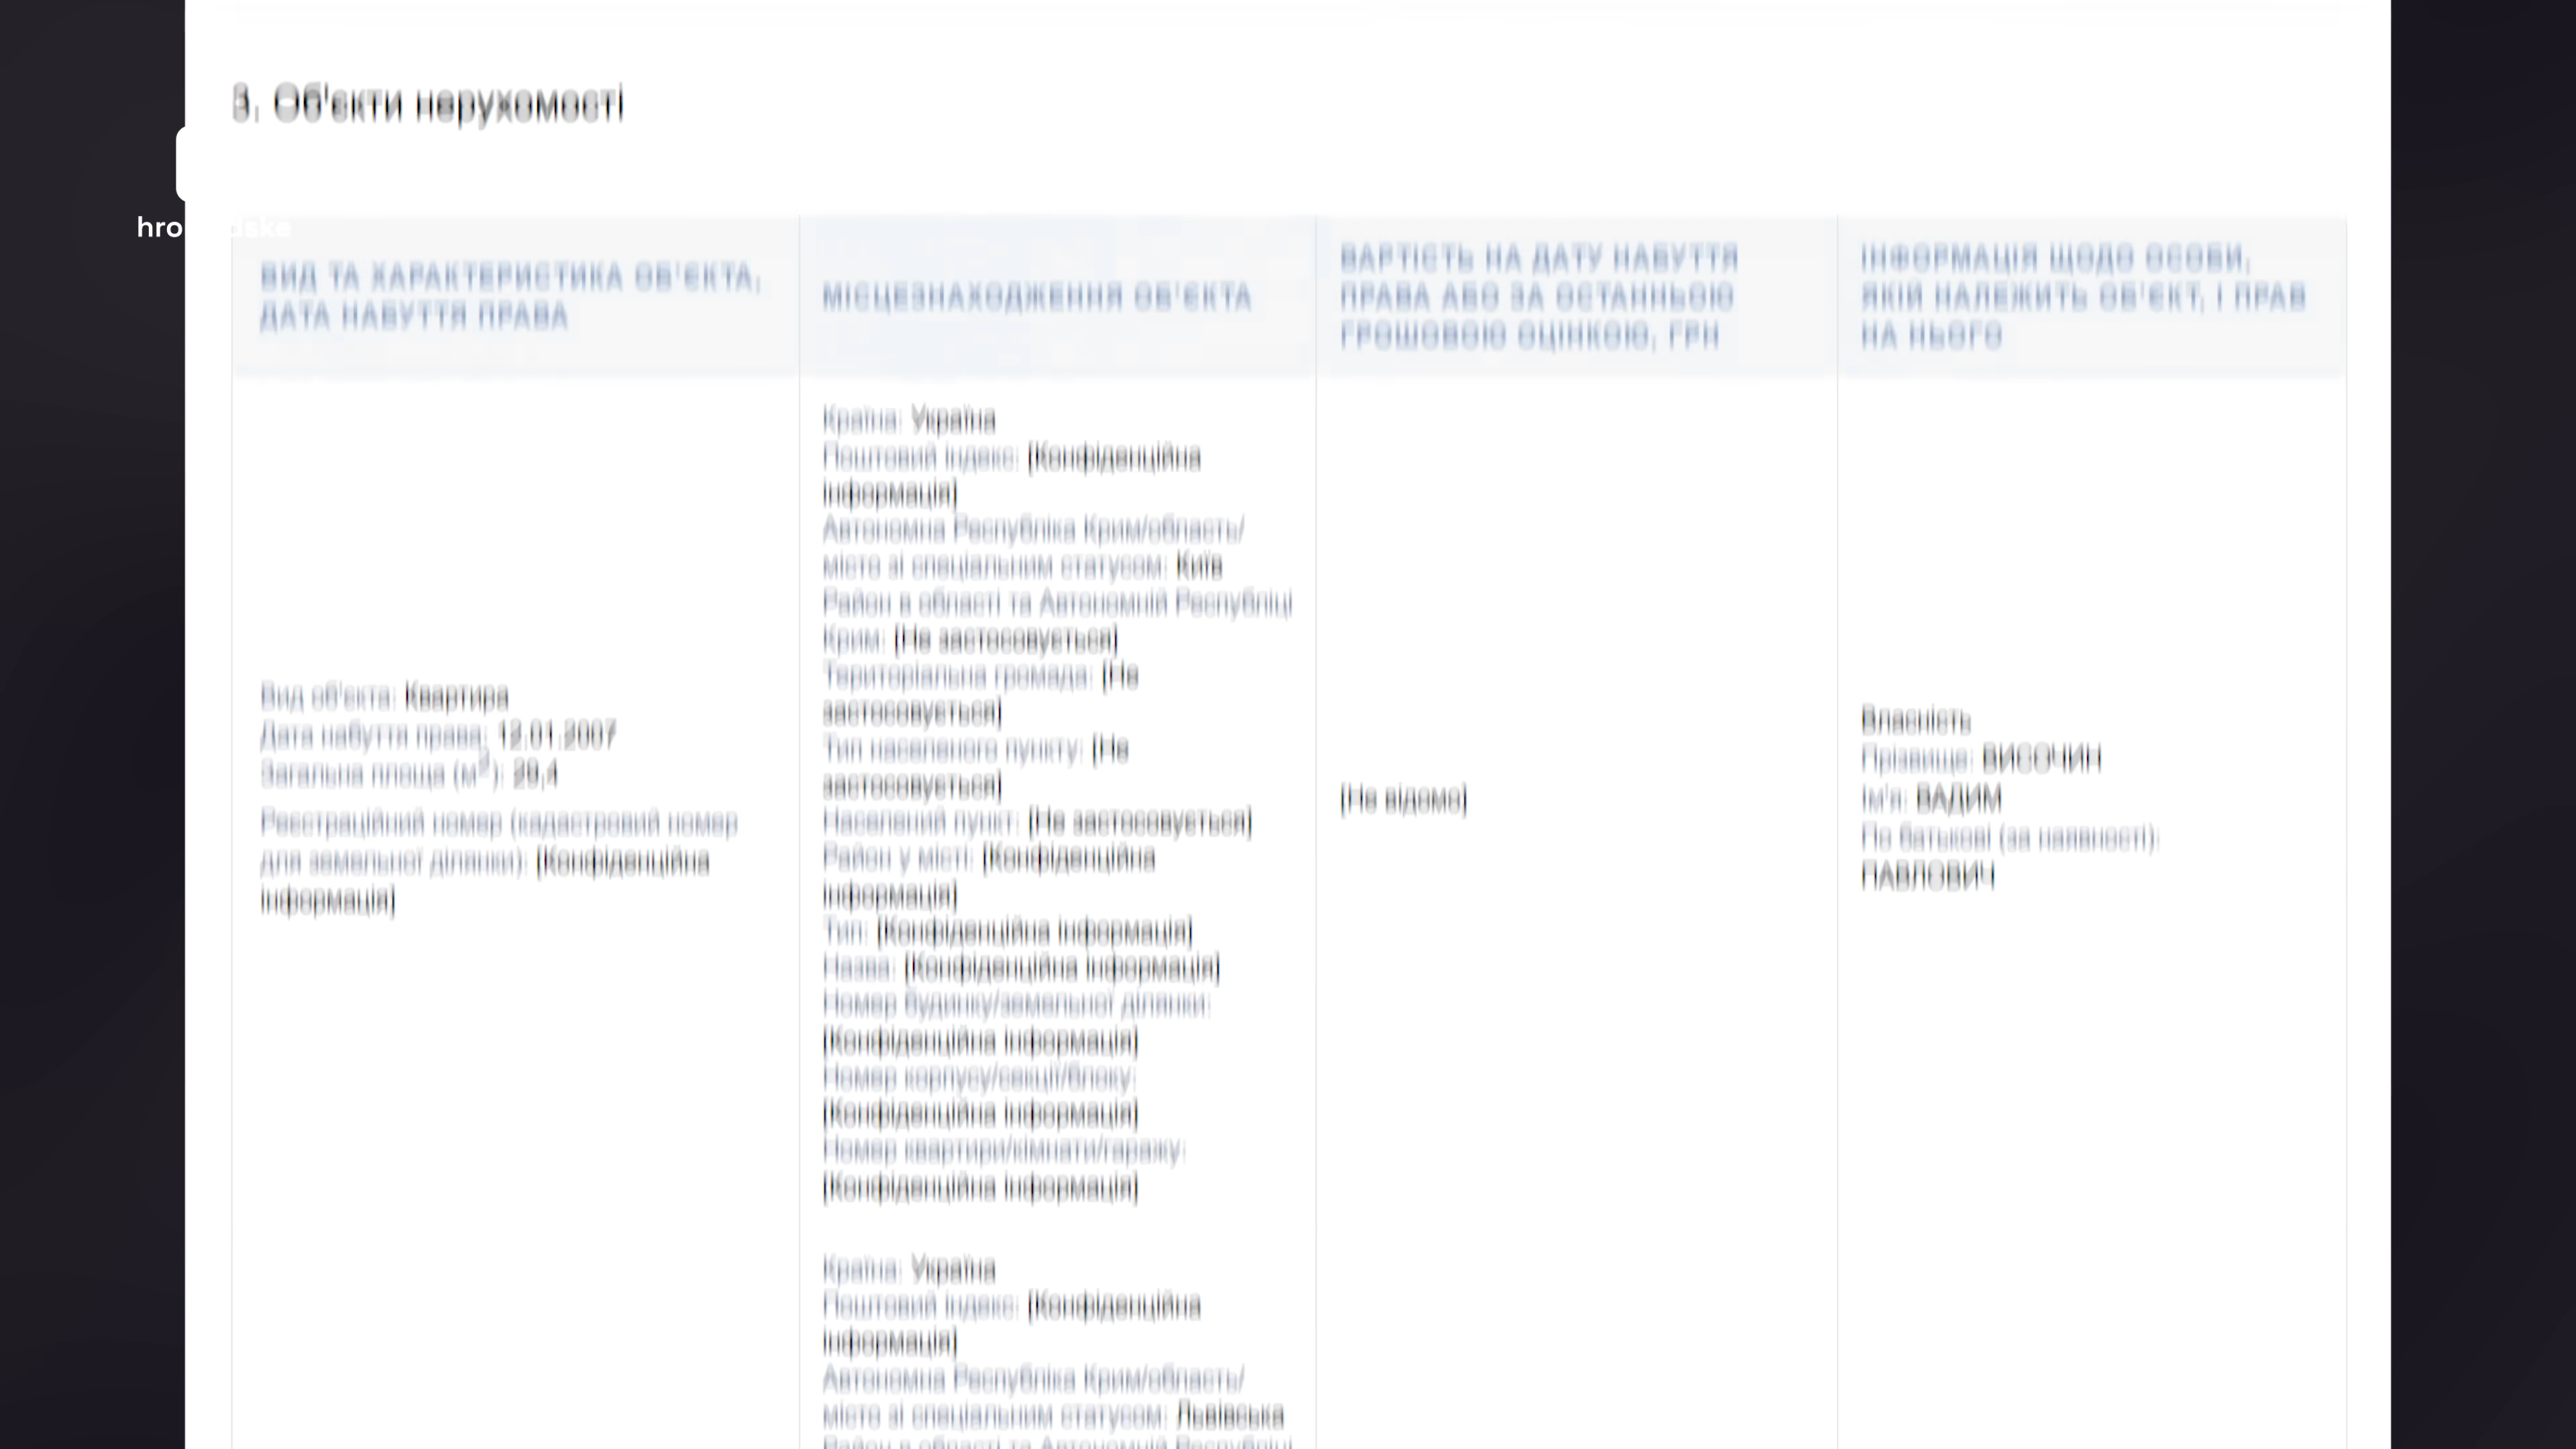 3. Об'єкти нерухомості
hromadske
ВИД ТА ХАРАКТЕРИСТИКА ОБ'ЄКТА,
ДАТА НАБУТТЯ ПРАВА
МІСЦЕЗНАХОДЖЕННЯ ОБ'ЄКТА
ВАРТІСТЬ НА ДАТУ НАБУТТЯ
ПРАВА АБО ЗА ОСТАННЬОЮ
ГРОШОВОЮ ОЦІНКОЮ, ГРН
ІНФОРМАЦІЯ ЩОДО ОСОБИ,
ЯКІЙ НАЛЕЖИТЬ ОБ'ЄКТ, І ПРАВ
НА НЬОГО
Вид об'єкта: Квартира
Дата набуття права: 12.01.2007
Загальна площа (м²): 29,4
Реєстраційний номер (кадастровий номер
для земельної ділянки): [Конфіденційна
інформація]
Країна: Україна
Поштовий індекс: [Конфіденційна
інформація]
Автономна Республіка Крим/область/
місто зі спеціальним статусом: Київ
Район в області та Автономній Республіці
Крим: [Не застосовується]
Територіальна громада: [Не
застосовується]
Тип населеного пункту: [Не
застосовується]
Населений пункт: [Не застосовується]
Район у місті: [Конфіденційна
інформація]
Тип: [Конфіденційна інформація]
Назва: [Конфіденційна інформація]
Номер будинку/земельної ділянки:
[Конфіденційна інформація]
Номер корпусу/секції/блоку:
[Конфіденційна інформація]
Номер квартири/кімнати/гаражу:
[Конфіденційна інформація]
[Не відомо]
Власність
Прізвище: ВИСОЧИН
Ім'я: ВАДИМ
По батькові (за наявності):
ПАВЛОВИЧ
Країна: Україна
Поштовий індекс: [Конфіденційна
інформація]
Автономна Республіка Крим/область/
місто зі спеціальним статусом: Львівська
Район в області та Автономній Республіці